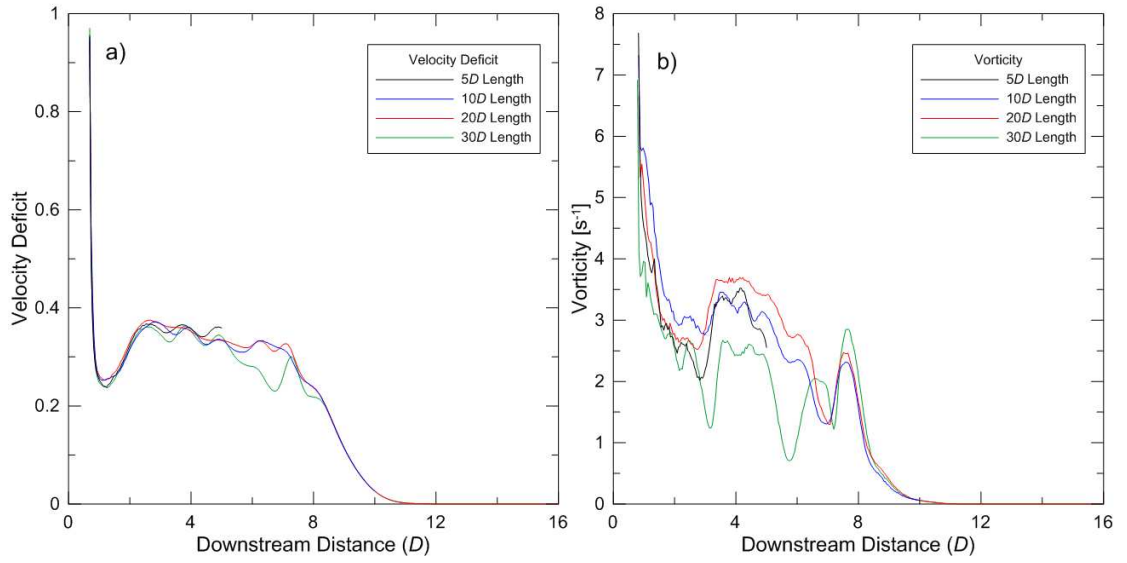 a)
Velocity Deficit
5D Length
10D Length
20D Length
30D Length
1
0.8
0.6
0.4
0.2
0
0 4 8 12 16
Velocity Deficit
Downstream Distance (D)
b)
Vorticity
5D Length
10D Length
20D Length
30D Length
8
7
6
5
4
3
2
1
0
0 4 8 12 16
Vorticity [s⁻¹]
Downstream Distance (D)